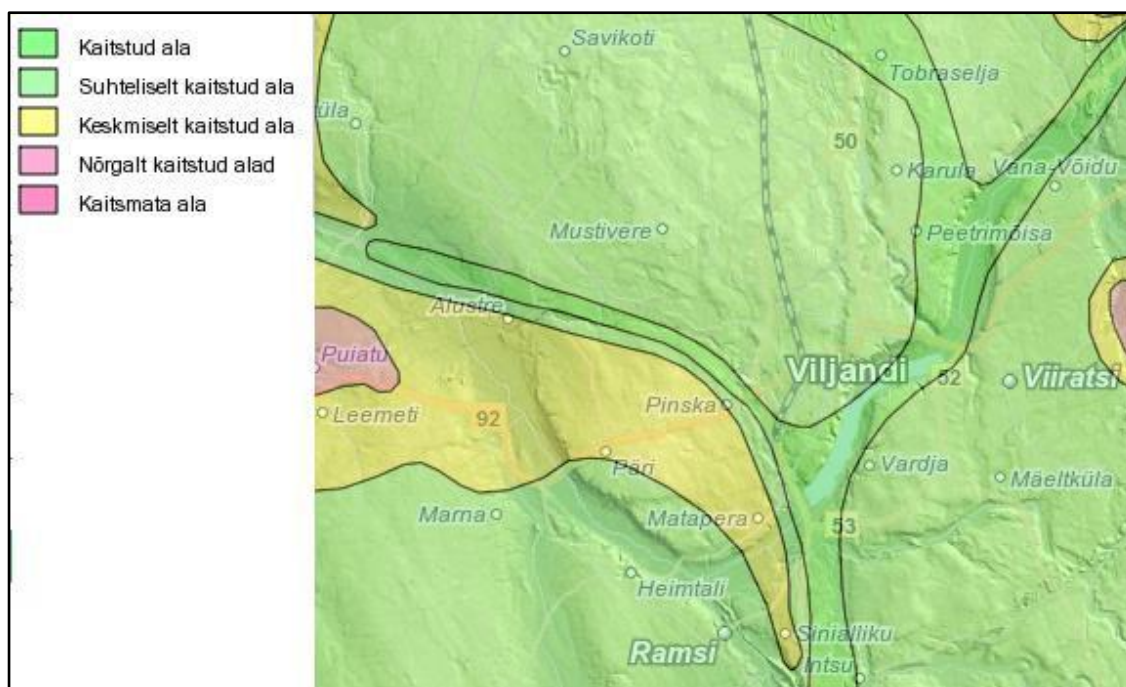 Kaitstud ala
Suhteliselt kaitstud ala
Keskmiselt kaitstud ala
Nõrgalt kaitstud alad
Kaitsmata ala
Savikoti
Tobraselja
üla
50
Karula
Vana-Võidu
Mustivere
Peetrimõisa
Alustre
Puiatu
Viljandi
52
Viiratsi
Leemeti
92
Pinska
Päri
Vardja
Mäeltküla
Marna
Matapera
53
Heimtali
Sinialliku
Ramsi
Intsu